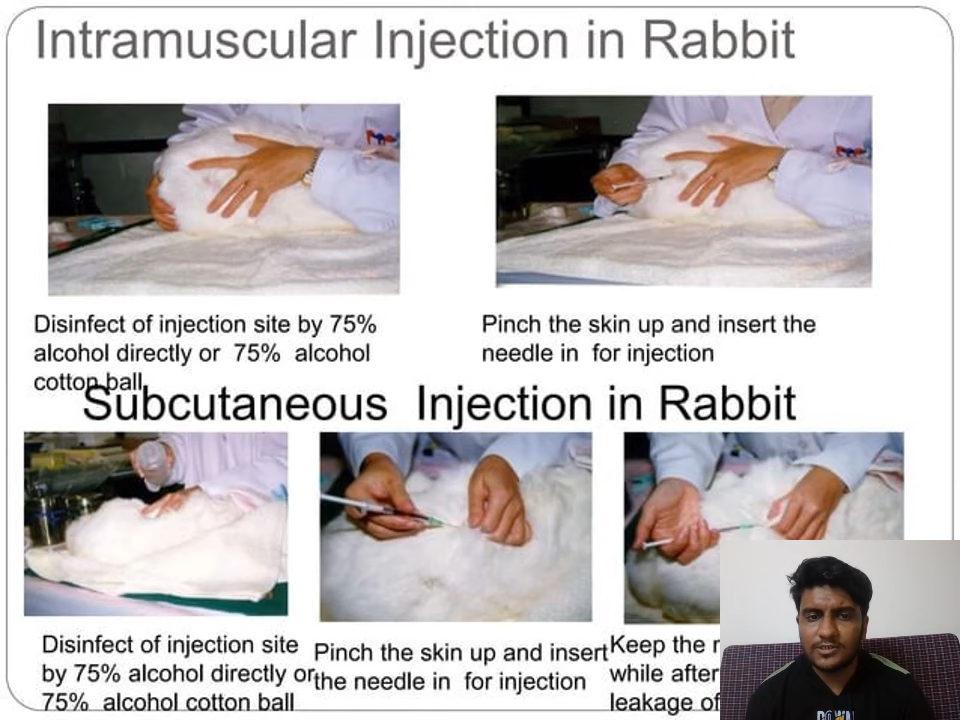 Intramuscular Injection in Rabbit
Disinfect of injection site by 75%
alcohol directly or 75% alcohol
cotton ball
Pinch the skin up and insert the
needle in for injection
Subcutaneous Injection in Rabbit
Disinfect of injection site
by 75% alcohol directly or
75% alcohol cotton ball
Pinch the skin up and insert
the needle in for injection
Keep the
while after
leakage of